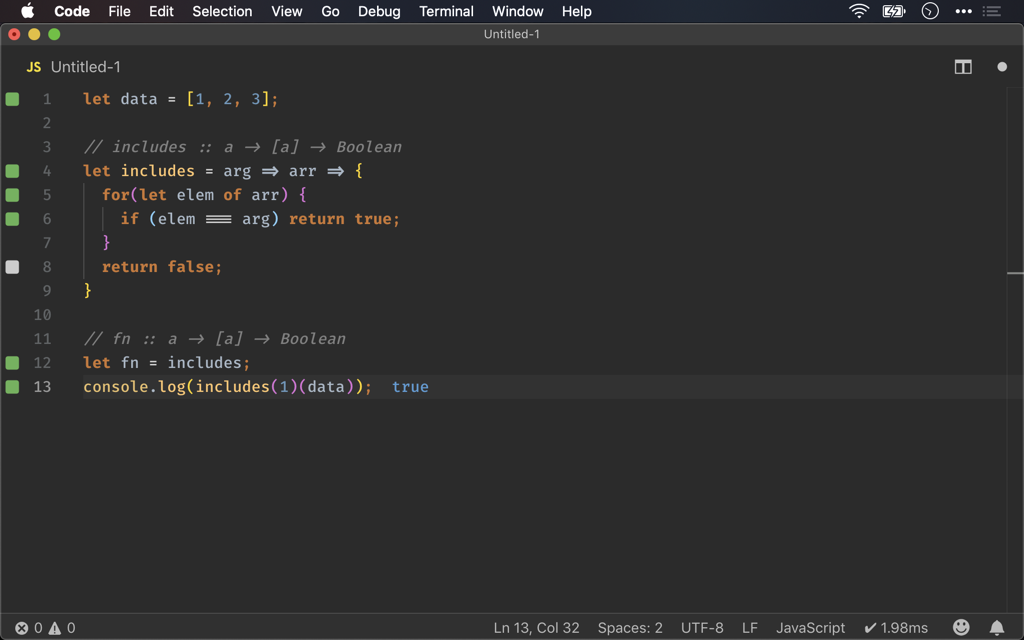 Code File Edit Selection View Go Debug Terminal Window Help
Untitled-1
JS Untitled-1
1 let data = [1, 2, 3];
2
3 // includes :: a → [a] → Boolean
4 let includes = arg ⇒ arr ⇒ {
5 for(let elem of arr) {
6 if (elem === arg) return true;
7 }
8 return false;
9 }
10
11 // fn :: a → [a] → Boolean
12 let fn = includes;
13 console.log(includes(1)(data)); true
0 0 Ln 13, Col 32 Spaces: 2 UTF-8 LF JavaScript ✔ 1.98ms